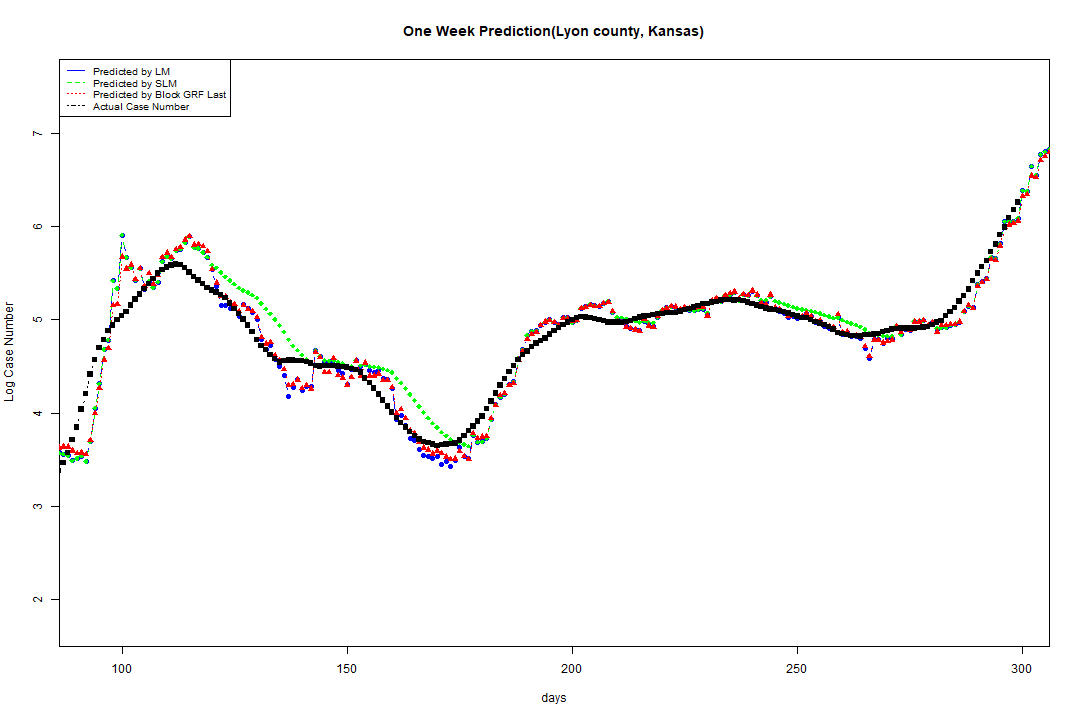 One Week Prediction(Lyon county, Kansas)
Predicted by LM
Predicted by SLM
Predicted by Block GRF Last
Actual Case Number
Log Case Number
7
6
5
4
3
2
100
150
200
250
300
days